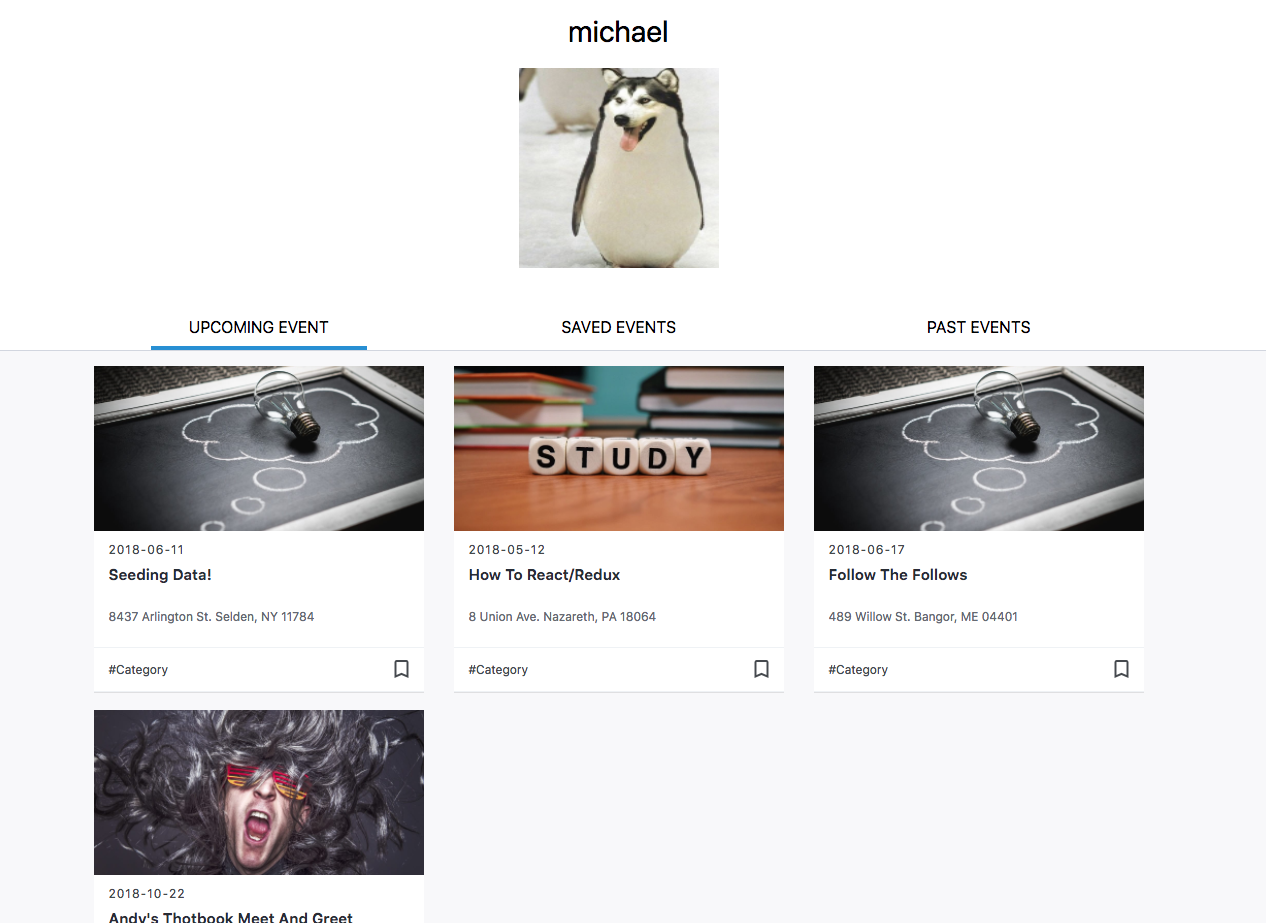 michael
UPCOMING EVENT
SAVED EVENTS
PAST EVENTS
STUDY
2018-06-11
Seeding Data!
8437 Arlington St. Selden, NY 11784
#Category
2018-05-12
How To React/Redux
8 Union Ave. Nazareth, PA 18064
#Category
2018-06-17
Follow The Follows
489 Willow St. Bangor, ME 04401
#Category
2018-10-22
Andy's Thotbook Meet And Greet